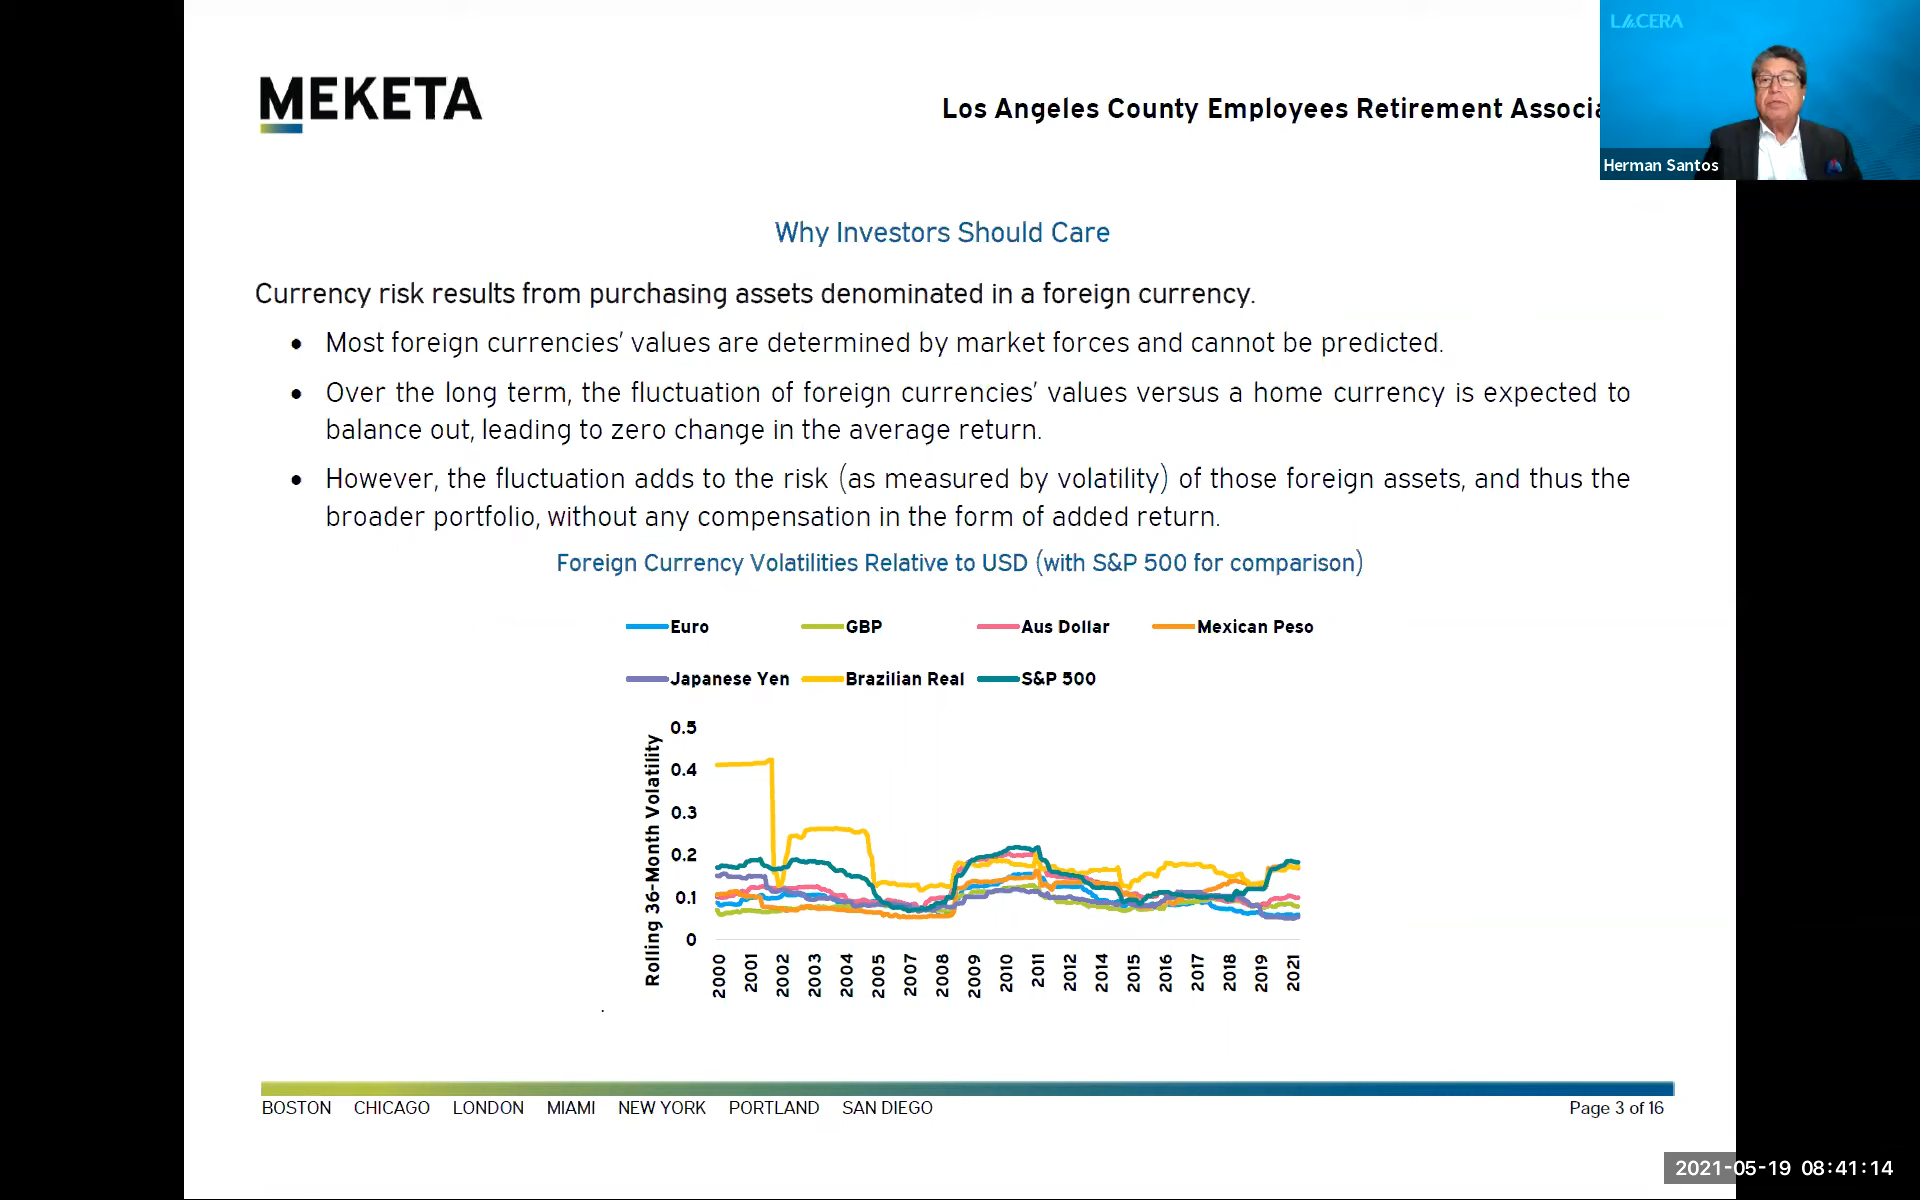 LACERA
MEKETA
Los Angeles County Employees Retirement Associa
Herman Santos
Why Investors Should Care
Currency risk results from purchasing assets denominated in a foreign currency.
• Most foreign currencies’ values are determined by market forces and cannot be predicted.
• Over the long term, the fluctuation of foreign currencies’ values versus a home currency is expected to
balance out, leading to zero change in the average return.
• However, the fluctuation adds to the risk (as measured by volatility) of those foreign assets, and thus the
broader portfolio, without any compensation in the form of added return.
Foreign Currency Volatilities Relative to USD (with S&P 500 for comparison)
Euro GBP Aus Dollar Mexican Peso
Japanese Yen Brazilian Real S&P 500
Rolling 36-Month Volatility
0.5
0.4
0.3
0.2
0.1
0
2000 2001 2002 2003 2004 2005 2007 2008 2009 2010 2011 2012 2014 2015 2016 2017 2018 2019 2021
BOSTON CHICAGO LONDON MIAMI NEW YORK PORTLAND SAN DIEGO
Page 3 of 16
2021-05-19 08:41:14